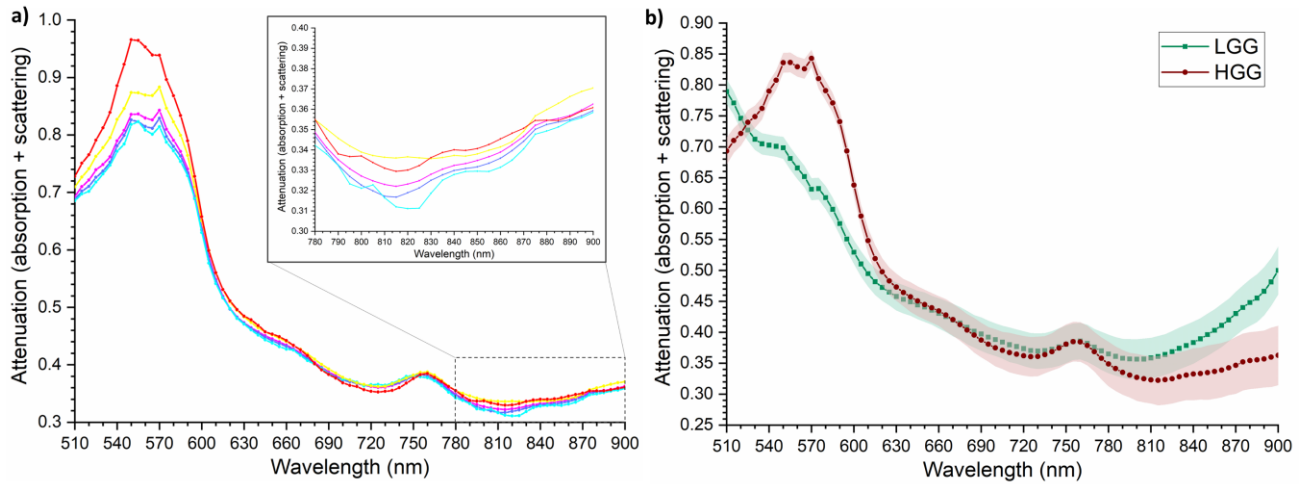 a)
Attenuation (absorption + scattering)
1.0
0.9
0.8
0.7
0.6
0.5
0.4
0.3
510 540 570 600 630 660 690 720 750 780 810 840 870 900
Wavelength (nm)
Attenuation (absorption + scattering)
0.40
0.39
0.38
0.37
0.36
0.35
0.34
0.33
0.32
0.31
0.30
780 790 800 810 820 830 840 850 860 870 880 890 900
Wavelength (nm)
b)
Attenuation (absorption + scattering)
0.90
0.85
0.80
0.75
0.70
0.65
0.60
0.55
0.50
0.45
0.40
0.35
0.30
0.25
510 540 570 600 630 660 690 720 750 780 810 840 870 900
Wavelength (nm)
LGG
HGG